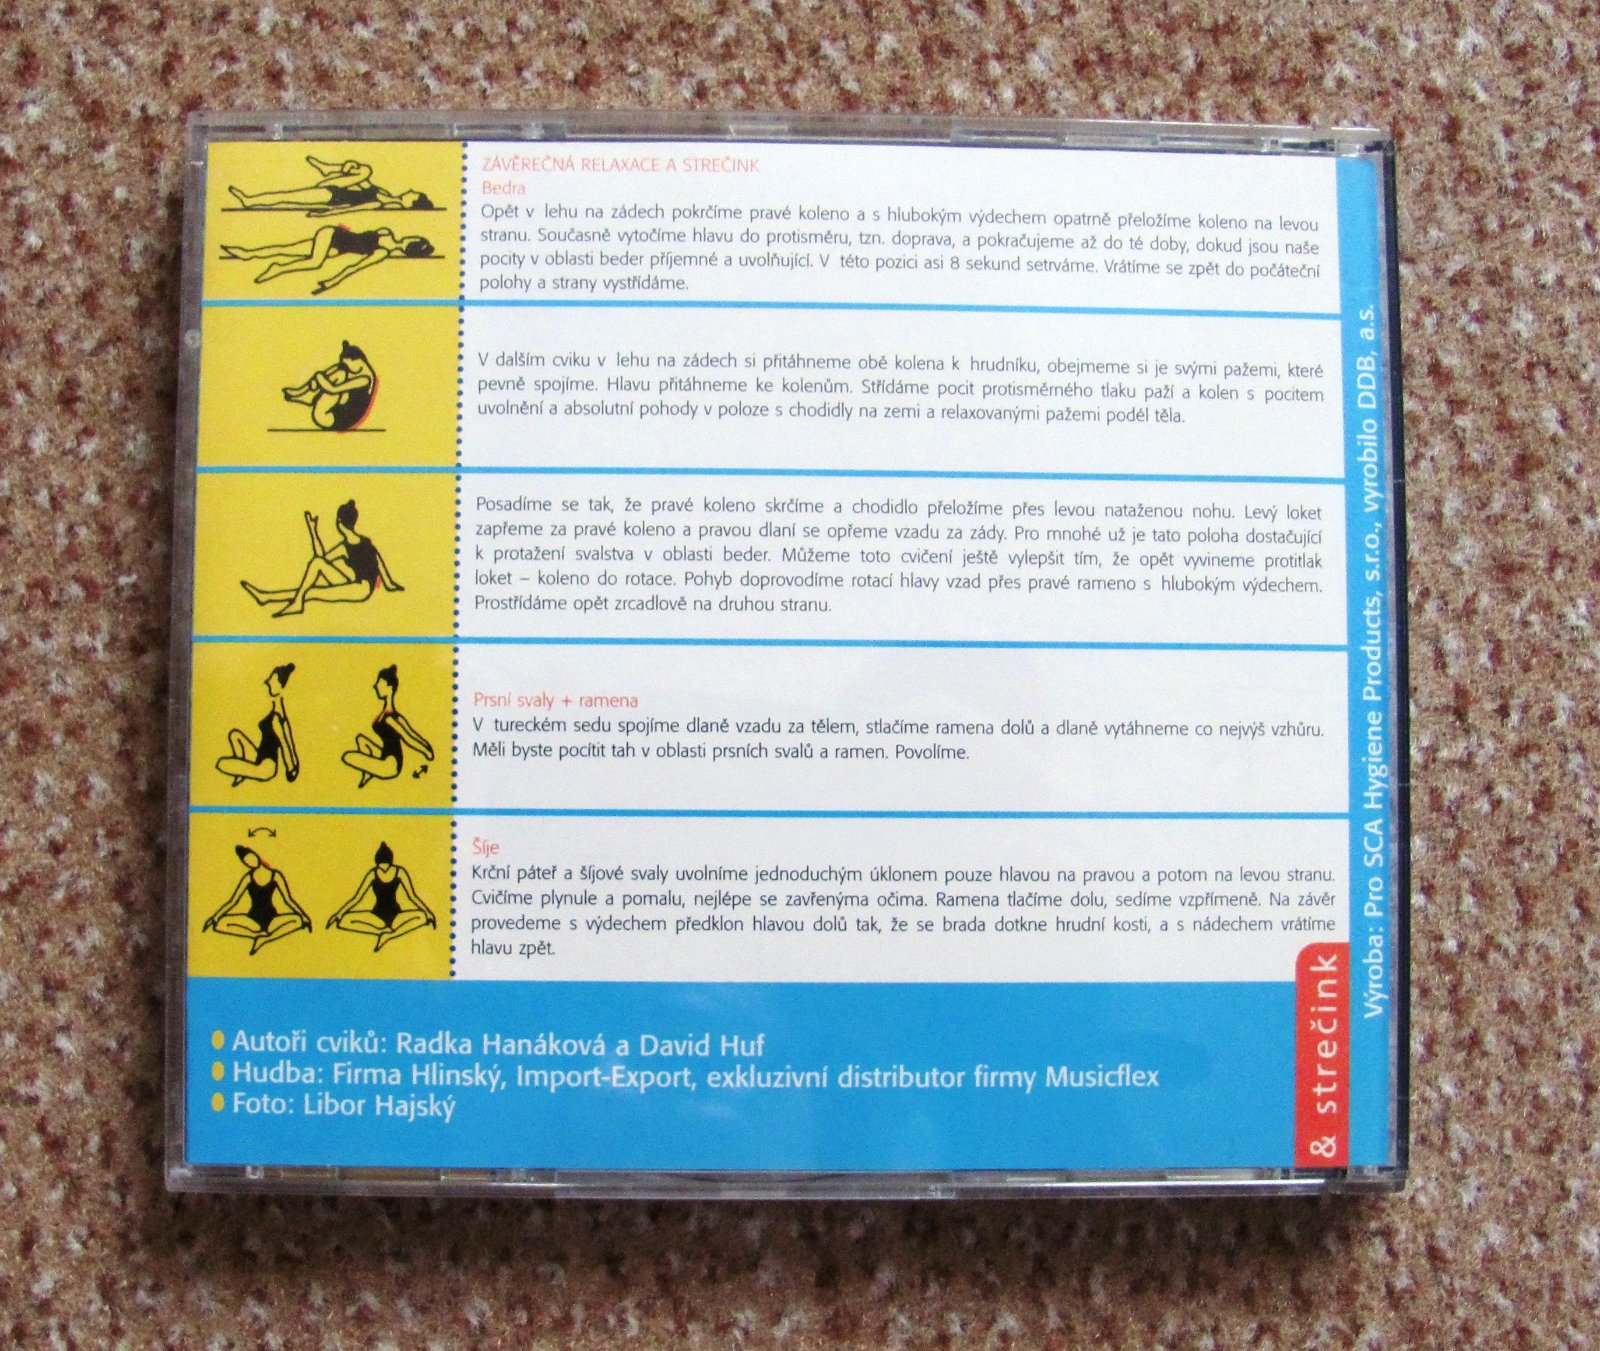 ZÁVĚREČNÁ RELAXACE A STREČINK
Bedra
Opět v lehu na zádech pokrčíme pravé koleno a s hlubokým výdechem opatrně přeložíme koleno na levou
stranu. Současně vytočíme hlavu do protisměru, tzn. doprava, a pokračujeme až do té doby, dokud jsou naše
pocity v oblasti beder příjemné a uvolňující. V této pozici asi 8 sekund setrváme. Vrátíme se zpět do počáteční
polohy a strany vystřídáme.
V dalším cviku v lehu na zádech si přitáhneme obě kolena k hrudníku, obejmeme si je svými pažemi, které
pevně spojíme. Hlavu přitáhneme ke kolenům. Střídáme pocit protisměrného tlaku paží a kolen s pocitem
uvolnění a absolutní pohody v poloze s chodidly na zemi a relaxovanými pažemi podél těla.
Posadíme se tak, že pravé koleno skrčíme a chodidlo přeložíme přes levou nataženou nohu. Levý loket
zapřeme za pravé koleno a pravou dlaní se opřeme vzadu za zády. Pro mnohé už je tato poloha dostačující
k protažení svalstva v oblasti beder. Můžeme toto cvičení ještě vylepšit tím, že opět vyvineme protitlak
loket – koleno do rotace. Pohyb doprovodíme rotací hlavy vzad přes pravé rameno s hlubokým výdechem.
Prostřídáme opět zrcadlově na druhou stranu.
Prsní svaly + ramena
V tureckém sedu spojíme dlaně vzadu za tělem, stlačíme ramena dolů a dlaně vytáhneme co nejvýš vzhůru.
Měli byste pocítit tah v oblasti prsních svalů a ramen. Povolíme.
Šíje
Krční páteř a šíjové svaly uvolníme jednoduchým úklonem pouze hlavou na pravou a potom na levou stranu.
Cvičíme plynule a pomalu, nejlépe se zavřenýma očima. Ramena tlačíme dolu, sedíme vzpřímeně. Na závěr
provedeme s výdechem předklon hlavou dolů tak, že se brada dotkne hrudní kosti, a s nádechem vrátíme
hlavu zpět.
Autoři cviků: Radka Hanáková a David Huf
Hudba: Firma Hlinský, Import-Export, exkluzivní distributor firmy Musicflex
Foto: Libor Hajský
& strečink
Výroba: Pro SCA Hygiene Products, s.r.o., vyrobilo DDB, a.s.